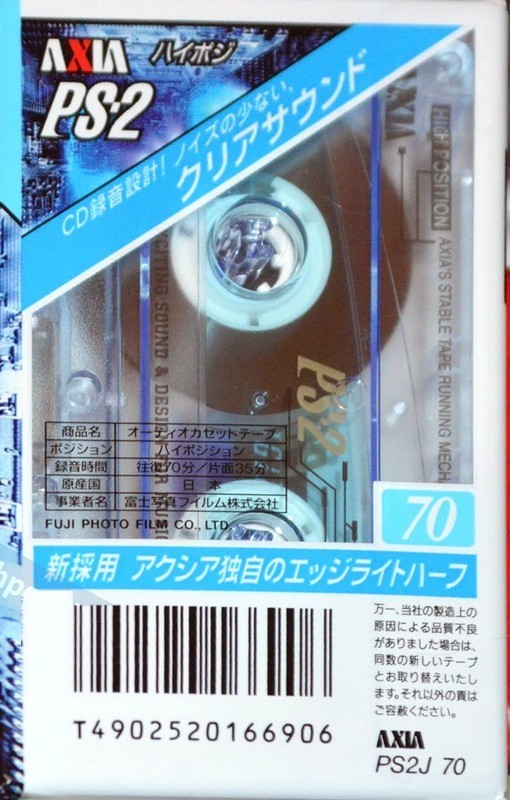 AXIA ハイポジ
PS-2
CD録音設計! ノイズの少ない、
クリアサウンド
AXIA
HIGH POSITION
AXIA'S STABLE TAPE RUNNING MECH
CITING SOUND & DESI
PS-2
商品名 オーディオカセットテープ
ポジション ハイポジション
録音時間 往復70分/片面35分
原産国 日本
事業者名 富士写真フイルム株式会社
FUJI PHOTO FILM CO., LTD.
70
新採用 アクシア独自のエッジライトハーフ
万一、当社の製造上の
原因による品質不良
がありました場合は、
同数の新しいテープ
とお取り替えいたし
ます。それ以外の責は
ご容赦ください。
T4902520166906
AXIA
PS2J 70